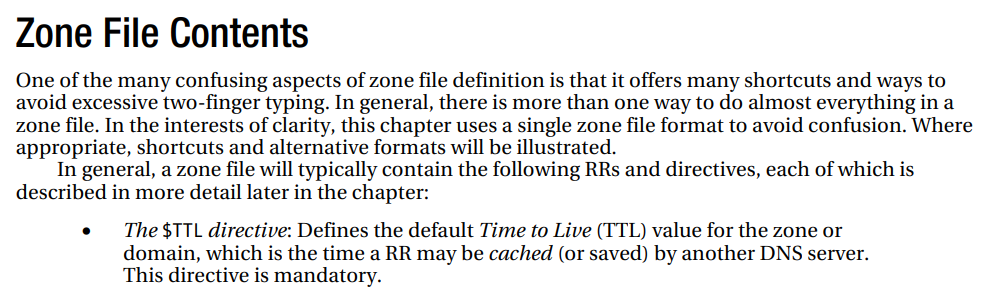 Zone File Contents
One of the many confusing aspects of zone file definition is that it offers many shortcuts and ways to
avoid excessive two-finger typing. In general, there is more than one way to do almost everything in a
zone file. In the interests of clarity, this chapter uses a single zone file format to avoid confusion. Where
appropriate, shortcuts and alternative formats will be illustrated.
In general, a zone file will typically contain the following RRs and directives, each of which is
described in more detail later in the chapter:
• The $TTL directive: Defines the default Time to Live (TTL) value for the zone or
domain, which is the time a RR may be cached (or saved) by another DNS server.
This directive is mandatory.